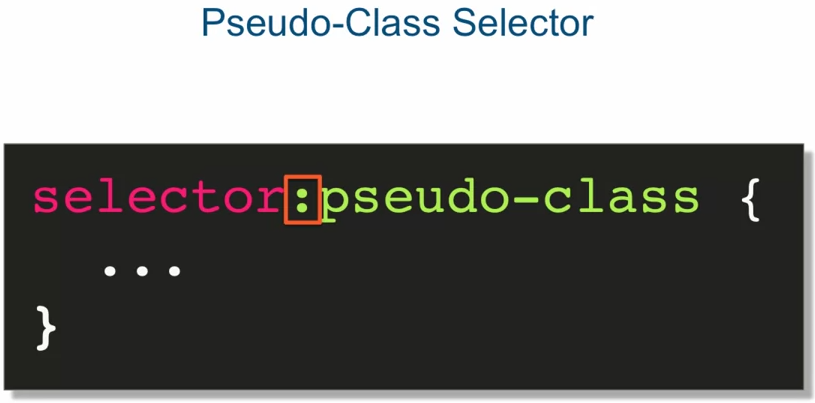 Pseudo-Class Selector
selector:pseudo-class {
...
}